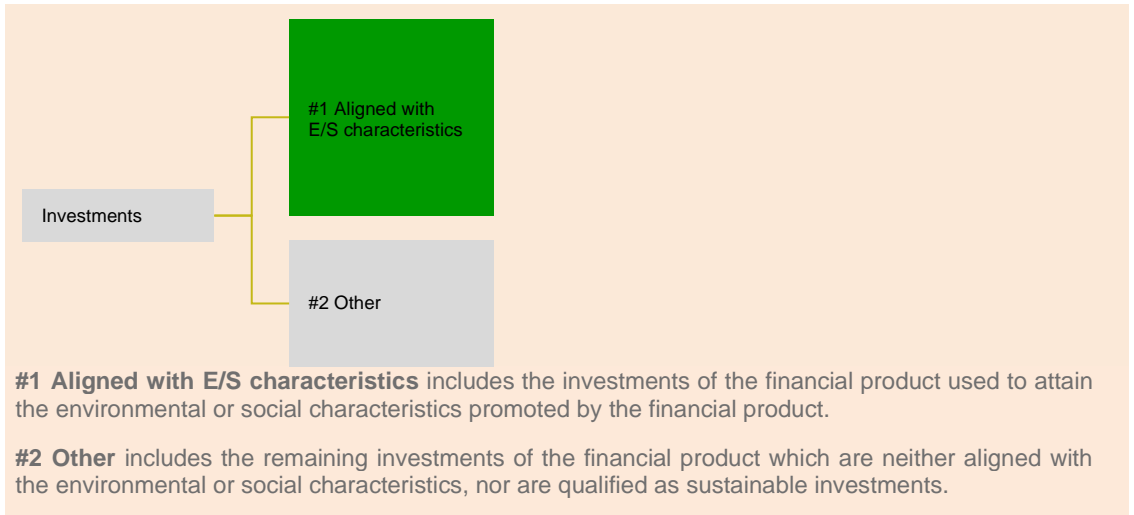 #1 Aligned with
E/S characteristics
Investments
#2 Other
#1 Aligned with E/S characteristics includes the investments of the financial product used to attain
the environmental or social characteristics promoted by the financial product.
#2 Other includes the remaining investments of the financial product which are neither aligned with
the environmental or social characteristics, nor are qualified as sustainable investments.